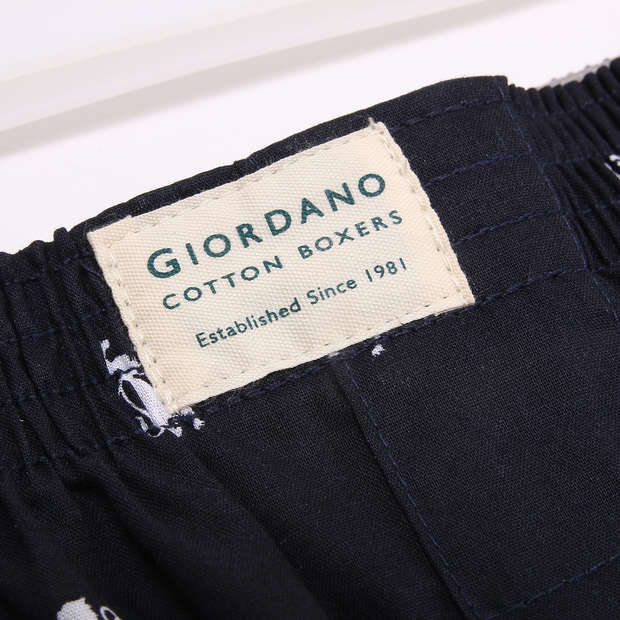 GIORDANO
COTTON BOXERS
Established Since 1981